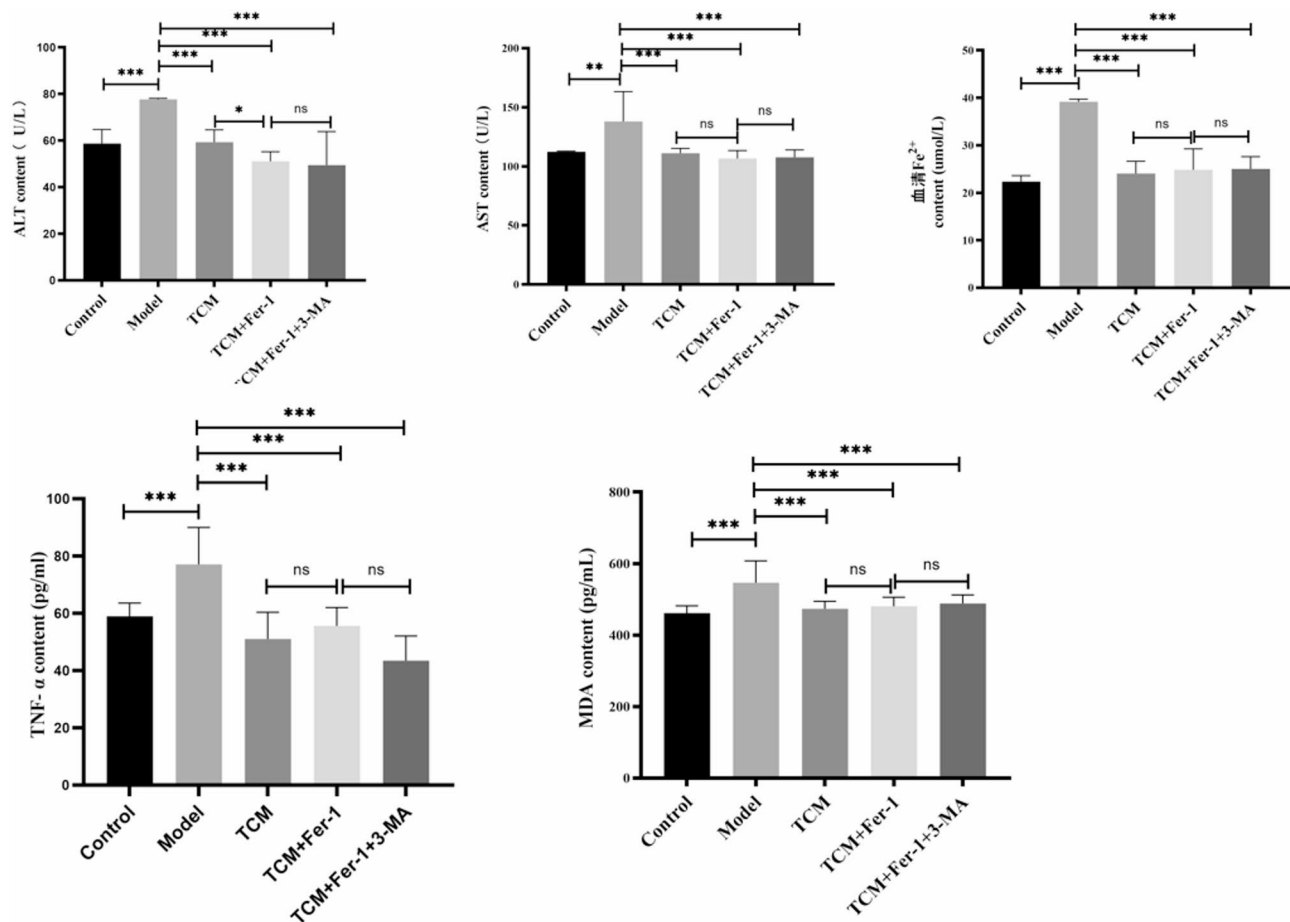 ***
***
***
***
*
ns
ALT content ( U/L)
100
80
60
40
20
0
Control
Model
TCM
TCM+Fer-1
TCM+Fer-1+3-MA
***
***
***
**
ns
ns
AST content (U/L)
200
150
100
50
0
Control
Model
TCM
TCM+Fer-1
TCM+Fer-1+3-MA
***
***
***
***
ns
ns
血清Fe²⁺
content (umol/L)
50
40
30
20
10
0
Control
Model
TCM
TCM+Fer-1
TCM+Fer-1+3-MA
***
***
***
***
ns
ns
TNF- α content (pg/ml)
100
80
60
40
20
0
Control
Model
TCM
TCM+Fer-1
TCM+Fer-1+3-MA
***
***
***
***
ns
ns
MDA content (pg/mL)
800
600
400
200
0
Control
Model
TCM
TCM+Fer-1
TCM+Fer-1+3-MA